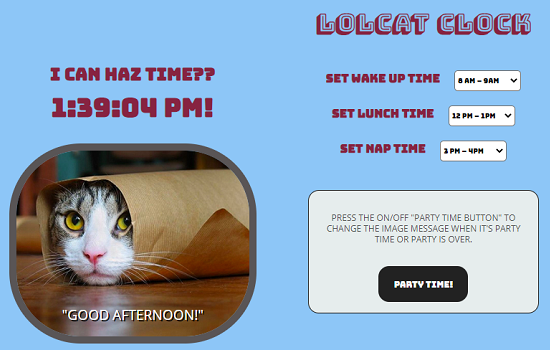 LOLCAT CLOCK
I CAN HAZ TIME??
1:39:04 PM!
"GOOD AFTERNOON!"
SET WAKE UP TIME 8 AM – 9AM
SET LUNCH TIME 12 PM – 1PM
SET NAP TIME 3 PM – 4PM
PRESS THE ON/OFF "PARTY TIME BUTTON" TO
CHANGE THE IMAGE MESSAGE WHEN IT'S PARTY
TIME OR PARTY IS OVER.
PARTY TIME!